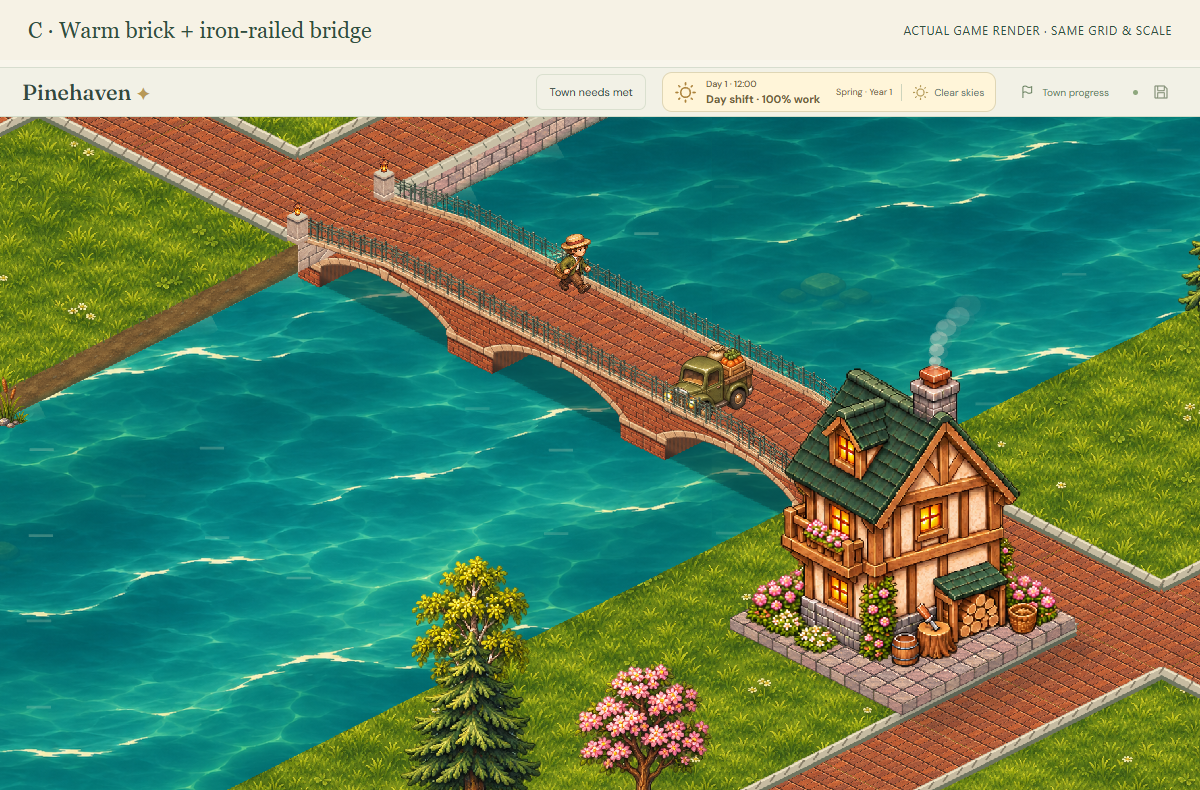 C · Warm brick + iron-railed bridge
ACTUAL GAME RENDER · SAME GRID & SCALE
Pinehaven
Town needs met
Day 1 · 12:00
Day shift · 100% work
Spring · Year 1
Clear skies
Town progress